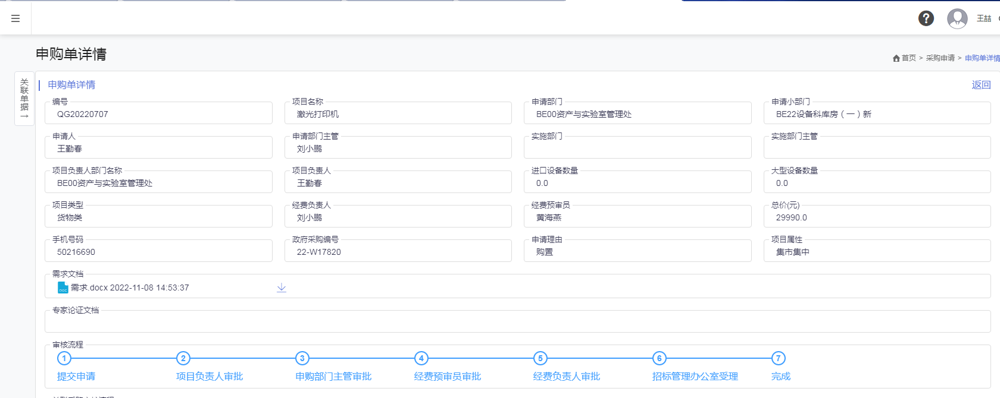 ?
王喆
申购单详情
首页 > 采购申请 > 申购单详情
关联单据→
申购单详情
返回
编号
QG20220707
项目名称
激光打印机
申请部门
BE00资产与实验室管理处
申请小部门
BE22设备科库房（一）新
申请人
王勤春
申请部门主管
刘小鹏
实施部门
实施部门主管
项目负责人部门名称
BE00资产与实验室管理处
项目负责人
王勤春
进口设备数量
0.0
大型设备数量
0.0
项目类型
货物类
经费负责人
刘小鹏
经费预审员
黄海燕
总价(元)
29990.0
手机号码
50216690
政府采购编号
22-W17820
申请理由
购置
项目属性
集市集中
需求文档
DOC 需求.docx 2022-11-08 14:53:37
专家论证文档
审核流程
1 2 3 4 5 6 7
提交申请 项目负责人审批 申购部门主管审批 经费预审员审批 经费负责人审批 招标管理办公室受理 完成